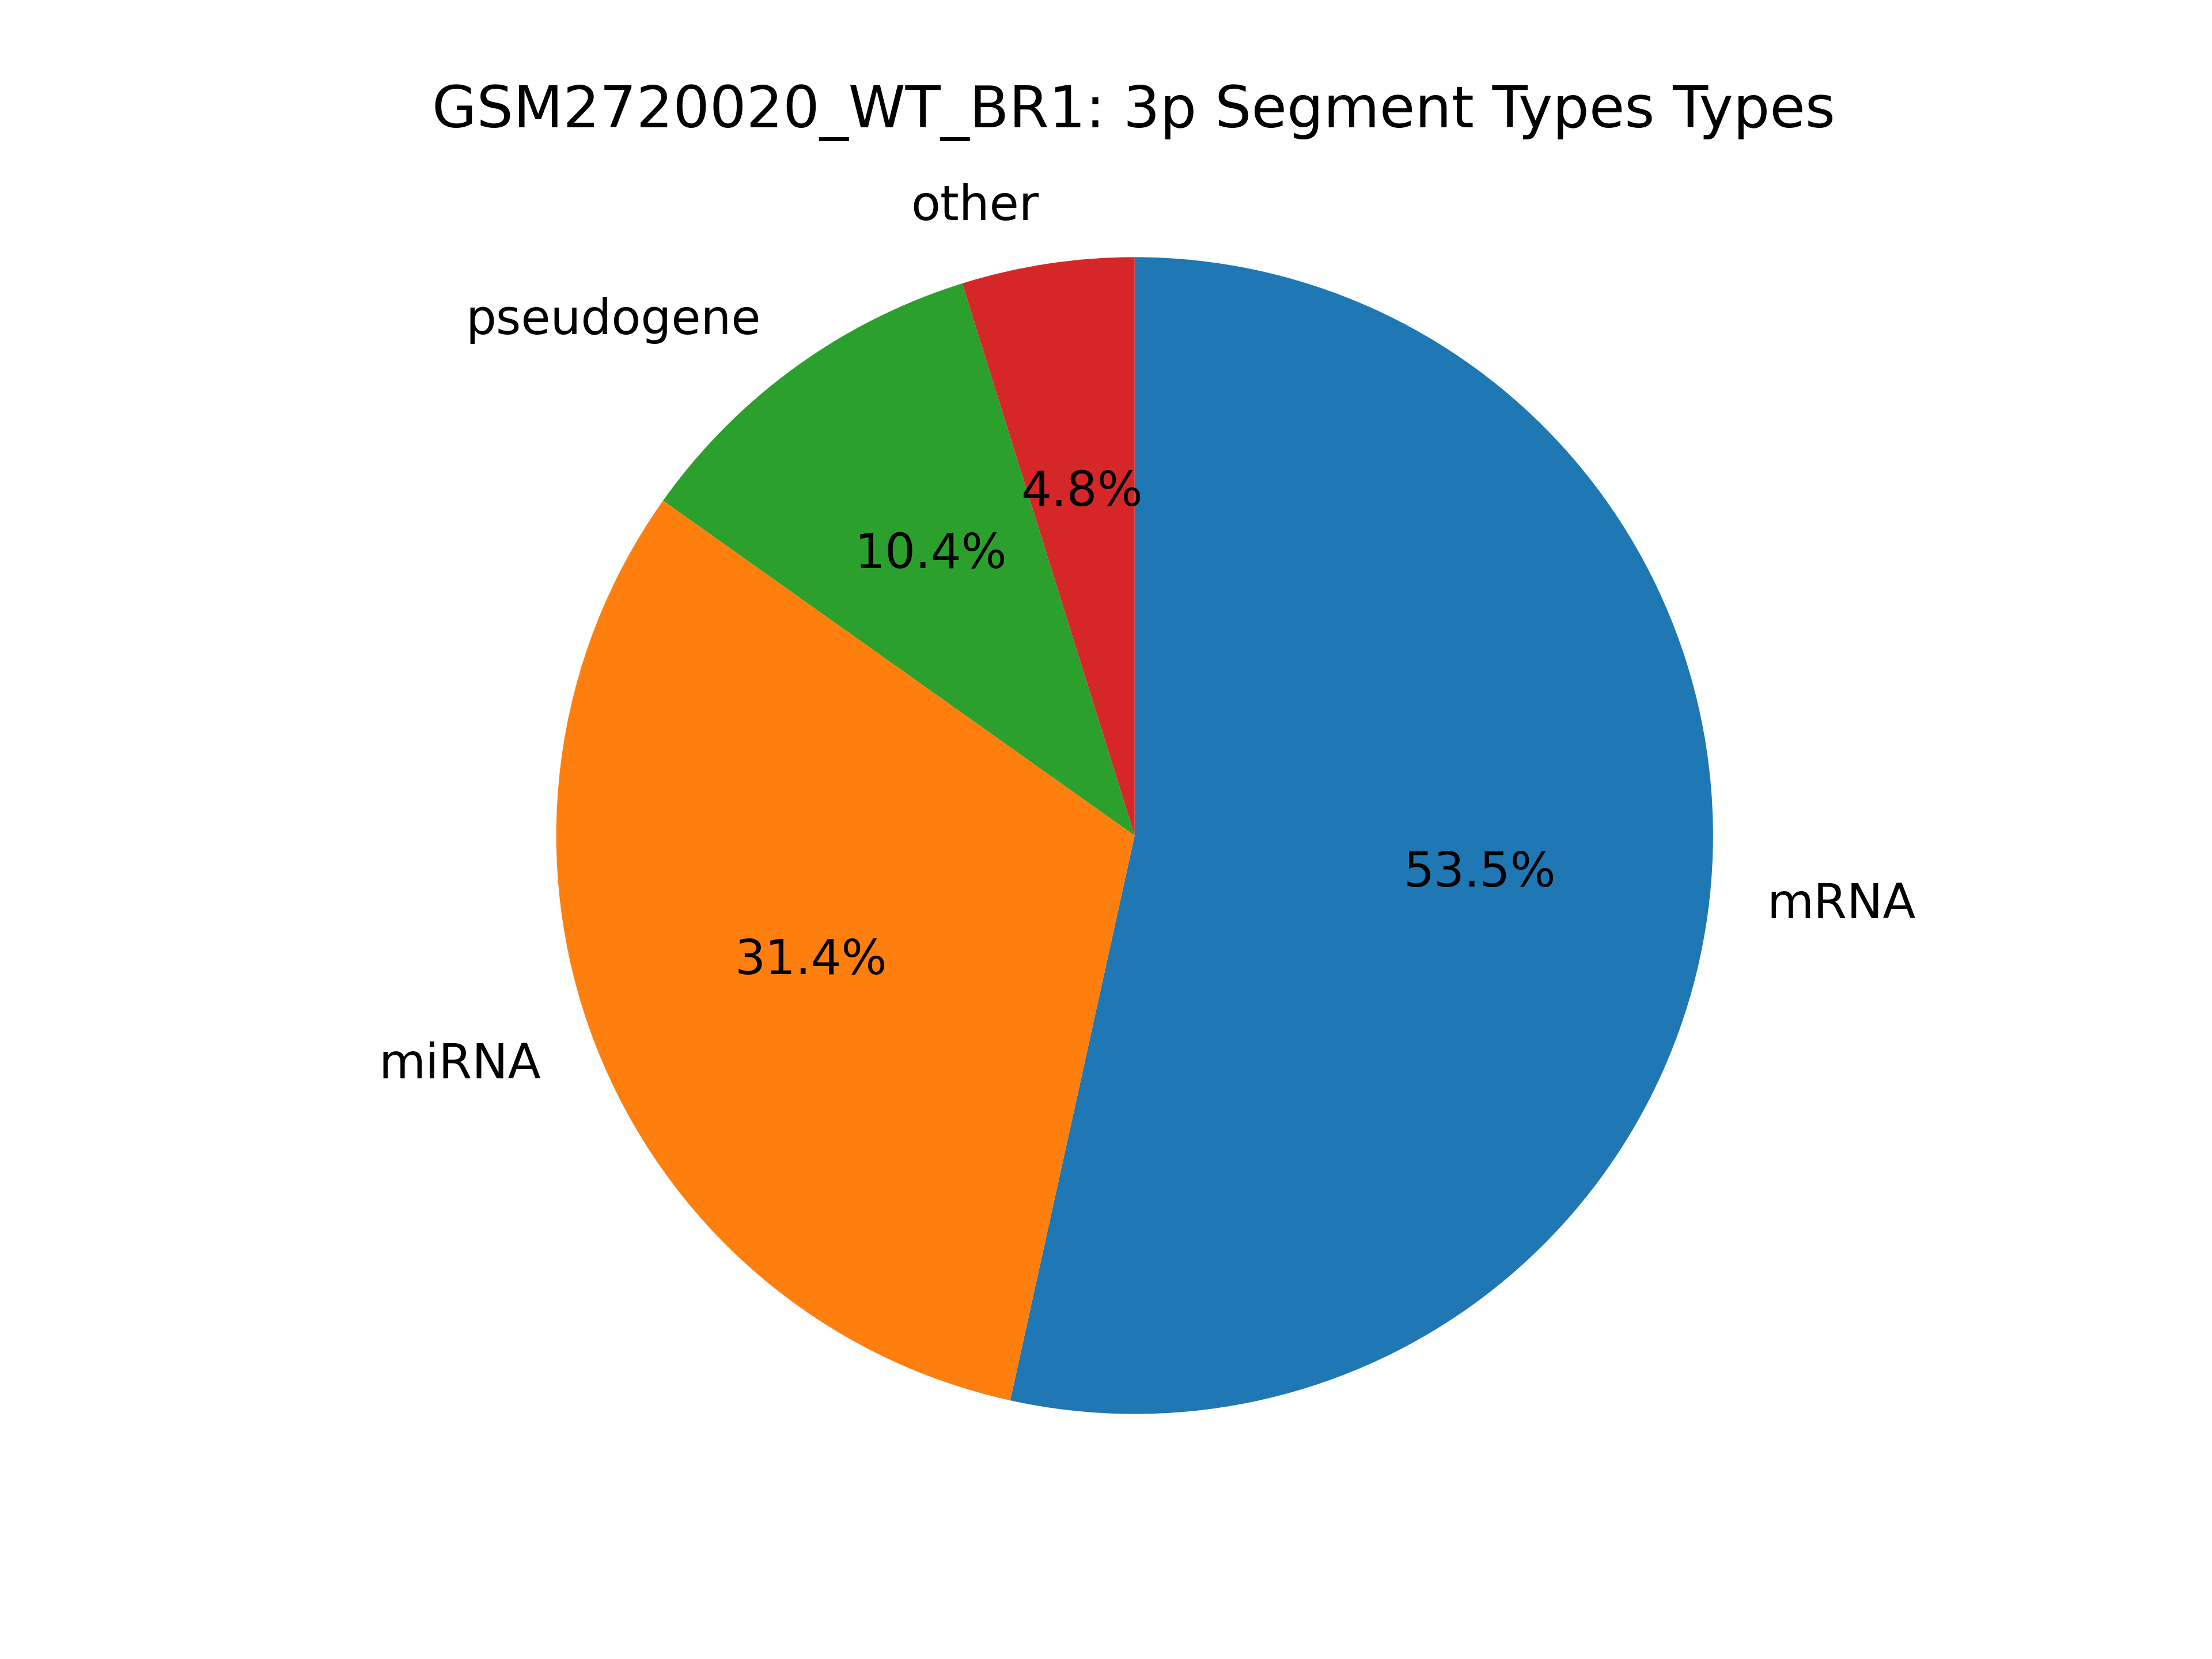 GSM2720020_WT_BR1: 3p Segment Types Types
other
pseudogene
4.8%
10.4%
53.5%
mRNA
31.4%
miRNA